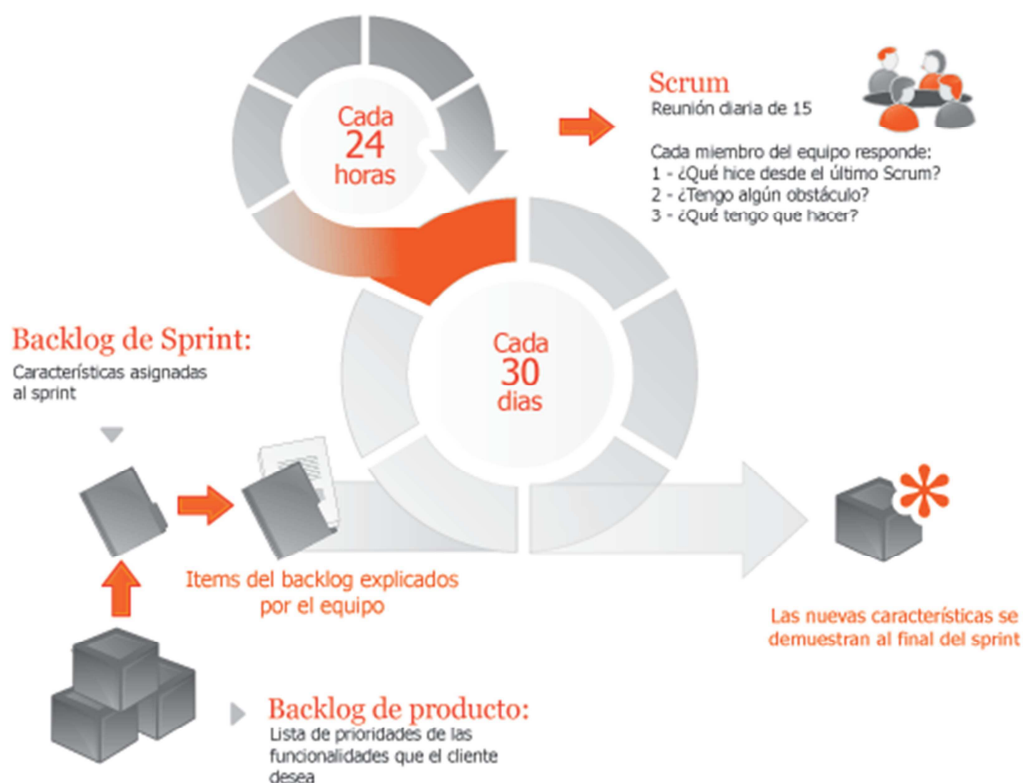 Cada
24
horas
Scrum
Reunión diaria de 15
Cada miembro del equipo responde:
1 - ¿Qué hice desde el último Scrum?
2 - ¿Tengo algún obstáculo?
3 - ¿Qué tengo que hacer?
Cada
30
dias
Backlog de Sprint:
Características asignadas
al sprint
Items del backlog explicados
por el equipo
Las nuevas características se
demuestran al final del sprint
Backlog de producto:
Lista de prioridades de las
funcionalidades que el cliente
desea